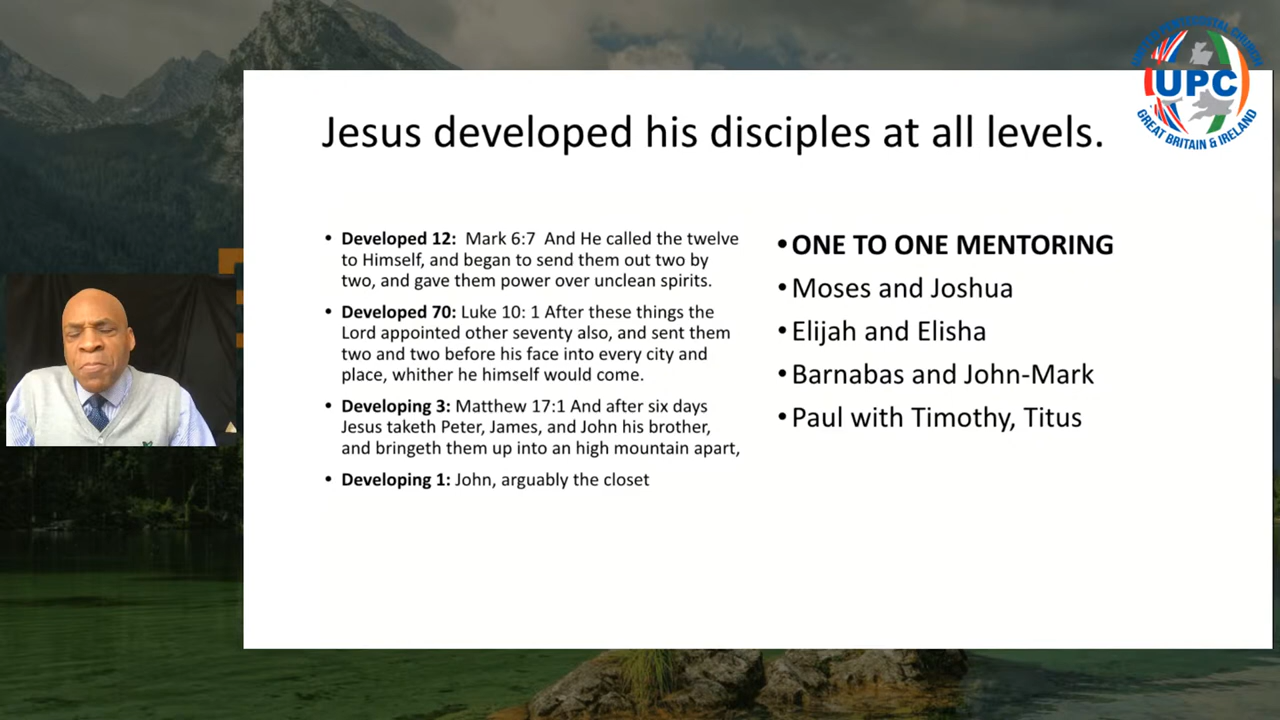 UNITED PENTECOSTAL CHURCH
UPC
GREAT BRITAIN & IRELAND
Jesus developed his disciples at all levels.
• Developed 12:  Mark 6:7  And He called the twelve
to Himself, and began to send them out two by
two, and gave them power over unclean spirits.
• Developed 70: Luke 10: 1 After these things the
Lord appointed other seventy also, and sent them
two and two before his face into every city and
place, whither he himself would come.
• Developing 3: Matthew 17:1 And after six days
Jesus taketh Peter, James, and John his brother,
and bringeth them up into an high mountain apart,
• Developing 1: John, arguably the closet
• ONE TO ONE MENTORING
• Moses and Joshua
• Elijah and Elisha
• Barnabas and John-Mark
• Paul with Timothy, Titus